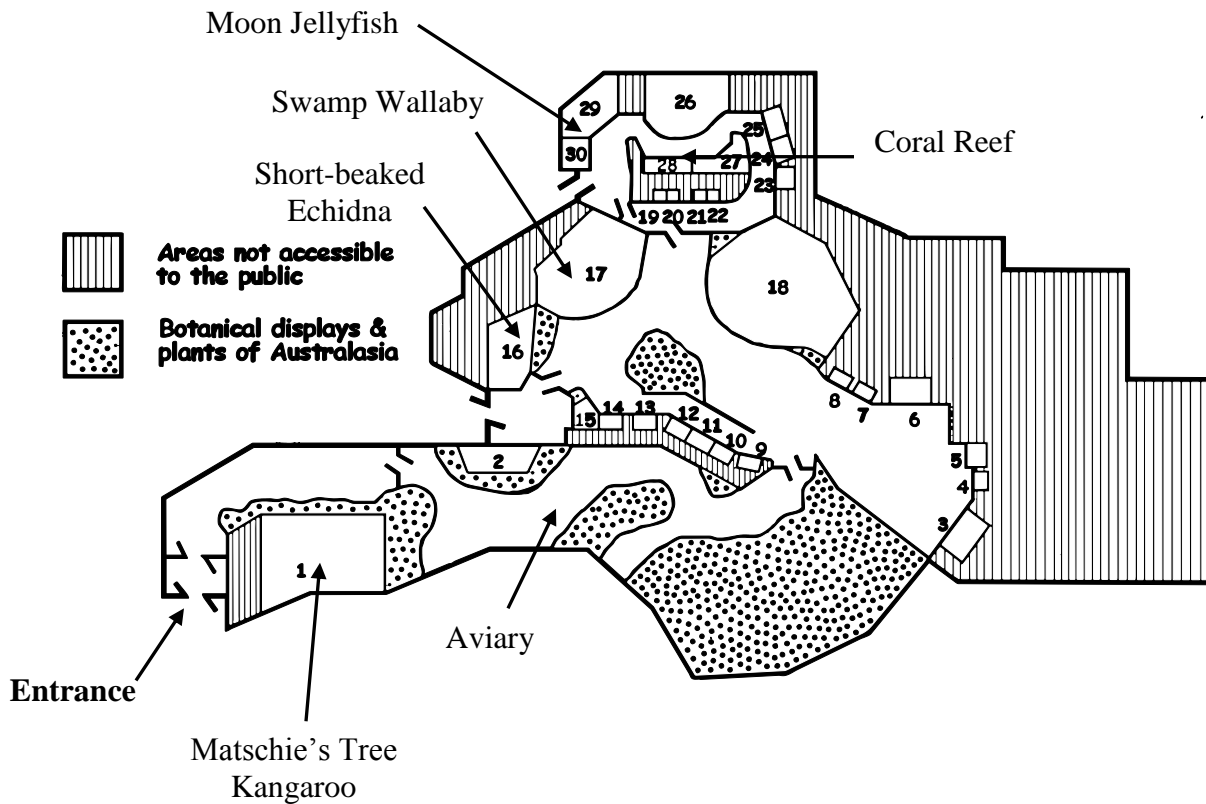 Moon Jellyfish
29
26
Swamp Wallaby
25
Coral Reef
30
28
27
24
23
Short-beaked
Echidna
19 20 21 22
Areas not accessible
to the public
17
18
Botanical displays &
plants of Australasia
16
15 14 13 12
11
10
9
8
7
6
2
5
4
3
1
Aviary
Entrance
Matschie’s Tree
Kangaroo